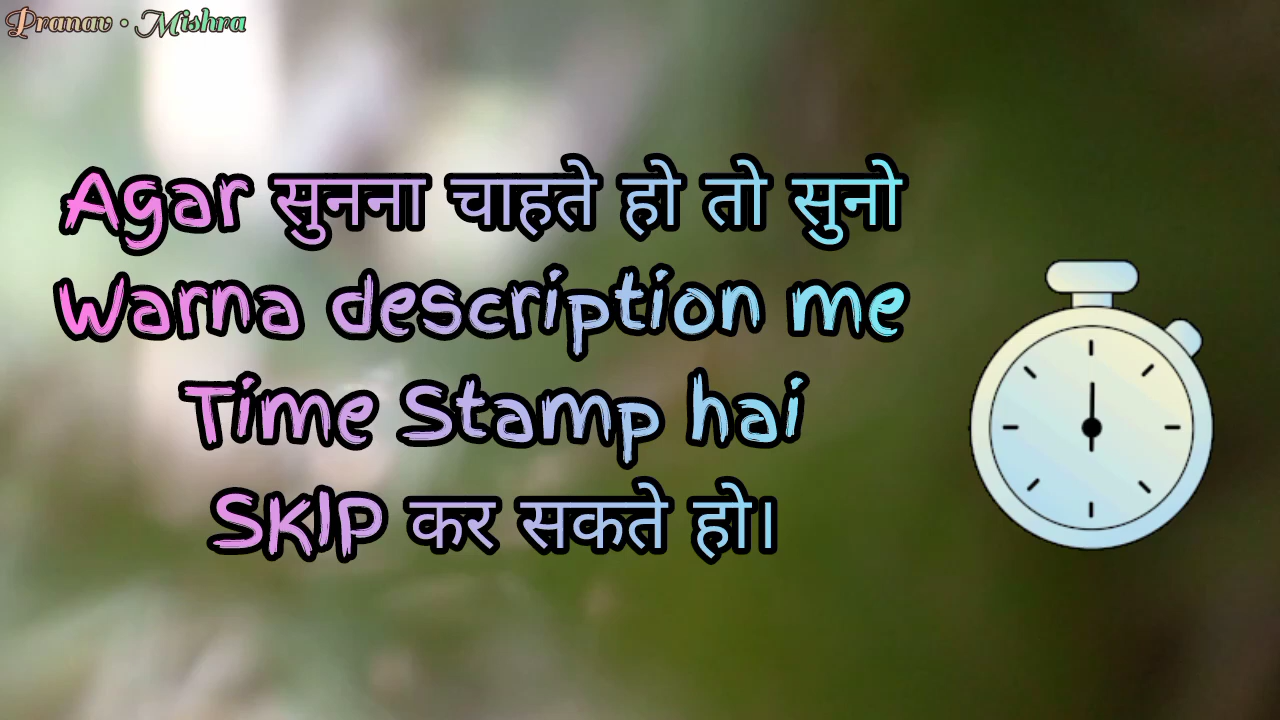 Pranav • Mishra
Agar सुनना चाहते हो तो सुनो
Warna description me
Time Stamp hai
SKIP कर सकते हो।